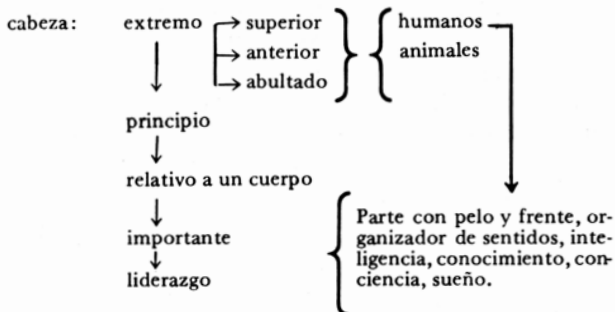 cabeza: extremo → superior humanos
→ anterior animales
→ abultado
principio
relativo a un cuerpo
importante
liderazgo
Parte con pelo y frente, or-
ganizador de sentidos, inte-
ligencia, conocimiento, con-
ciencia, sueño.